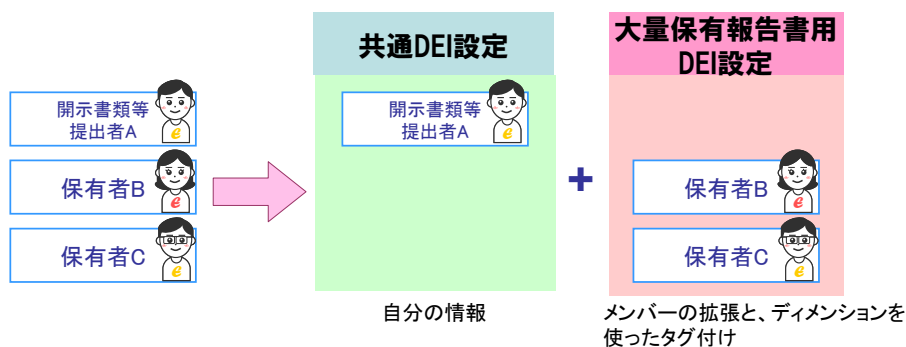 開示書類等
提出者A
e
保有者B
e
保有者C
e
共通DEI設定
開示書類等
提出者A
e
自分の情報
+
大量保有報告書用
DEI設定
保有者B
e
保有者C
e
メンバーの拡張と、ディメンションを
使ったタグ付け